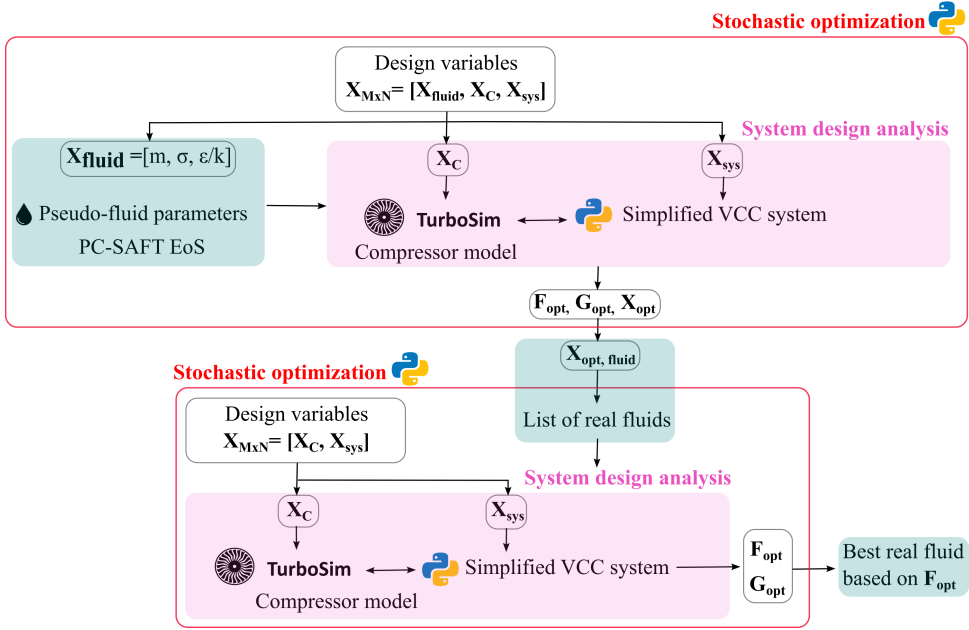 Stochastic optimization
Design variables
X_MxN= [X_fluid, X_C, X_sys]
System design analysis
X_fluid =[m, σ, ε/k]
X_C
X_sys
Pseudo-fluid parameters
PC-SAFT EoS
TurboSim
Simplified VCC system
Compressor model
F_opt, G_opt, X_opt
X_opt, fluid
List of real fluids
Stochastic optimization
Design variables
X_MxN= [X_C, X_sys]
System design analysis
X_C
X_sys
TurboSim
Simplified VCC system
Compressor model
F_opt
G_opt
Best real fluid
based on F_opt